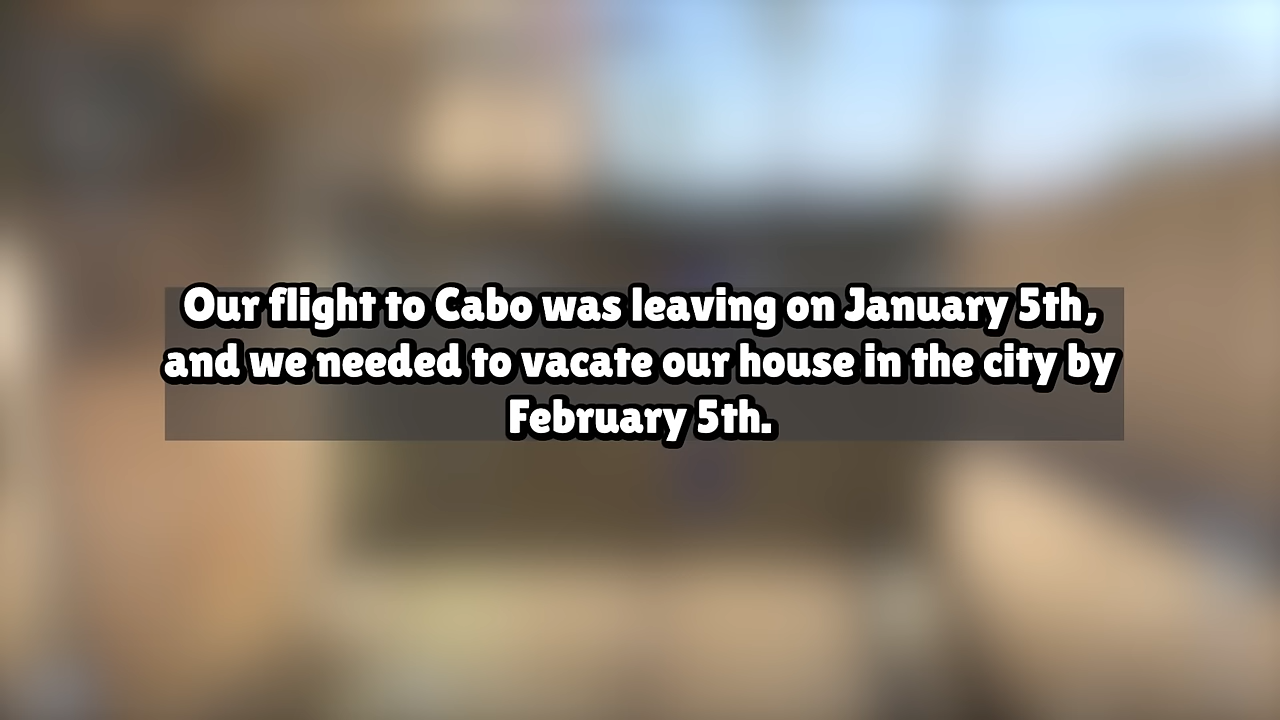 Our flight to Cabo was leaving on January 5th,
and we needed to vacate our house in the city by
February 5th.